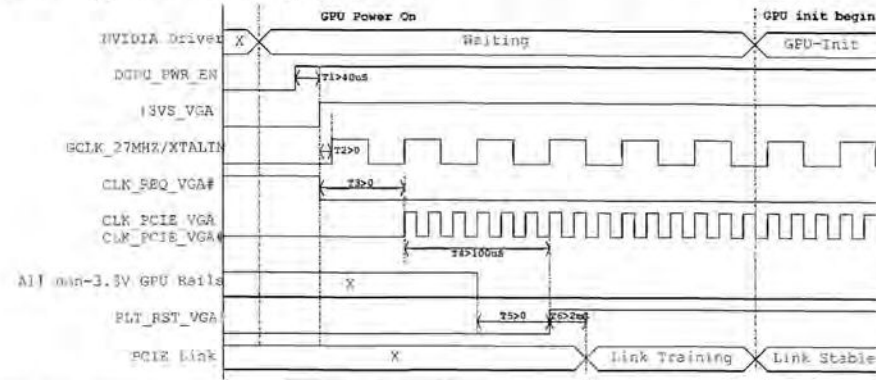 GPU Power On
GPU init begin
NVIDIA Driver X Waiting GPU-Init
DGPU_PWR_EN T1>40uS
+3VS_VGA
GCLK_27MHZ/XTALIN T2>0
CLK_REQ_VGA# T3>0
CLK_PCIE_VGA
CLK_PCIE_VGA#
T4>100uS
All non-3.3V GPU Rails X
PLT_RST_VGA T5>0 T6>2mS
PCIE Link X Link Training Link Stable